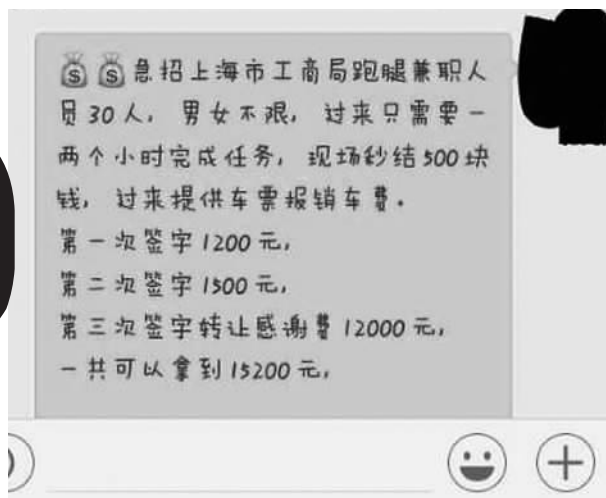 💰💰急招上海市工商局跑腿兼职人
员30人，男女不限，过来只需要一
两个小时完成任务，现场秒结500块
钱，过来提供车票报销车费。
第一次签字1200元，
第二次签字1500元，
第三次签字转让感谢费12000元，
一共可以拿到15200元，